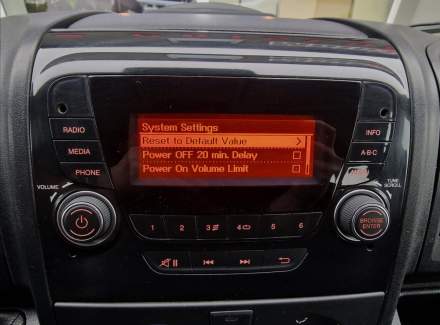 System Settings
Reset to Default Value
Power OFF 20 min. Delay
Power On Volume Limit
RADIO
MEDIA
PHONE
INFO
A-B-C
VOLUME
TUNE
SCROLL
BROWSE
ENTER
1 2 3 4 5 6